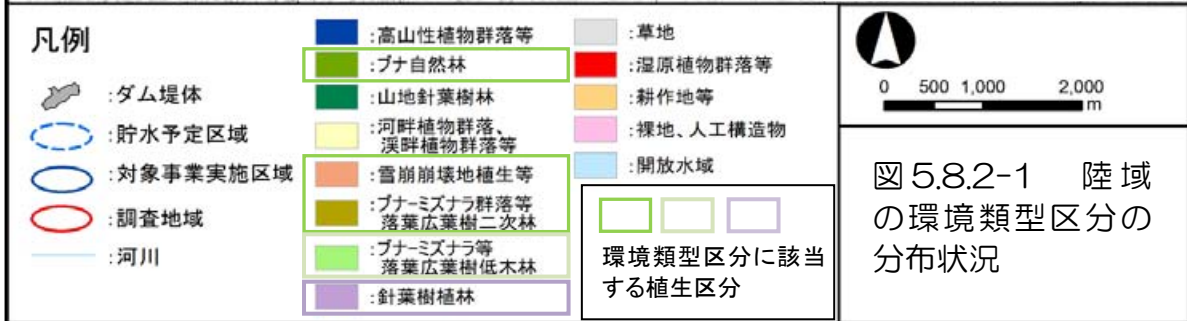 凡例
:ダム堤体
:貯水予定区域
:対象事業実施区域
:調査地域
:河川
:高山性植物群落等
:ブナ自然林
:山地針葉樹林
:河畔植物群落、
渓畔植物群落等
:雪崩崩壊地植生等
:ブナーミズナラ群落等
落葉広葉樹二次林
:ブナーミズナラ等
落葉広葉樹低木林
:針葉樹植林
:草地
:湿原植物群落等
:耕作地等
:裸地、人工構造物
:開放水域
環境類型区分に該当
する植生区分
0 500 1,000 2,000
m
図5.8.2-1 陸域
の環境類型区分の
分布状況